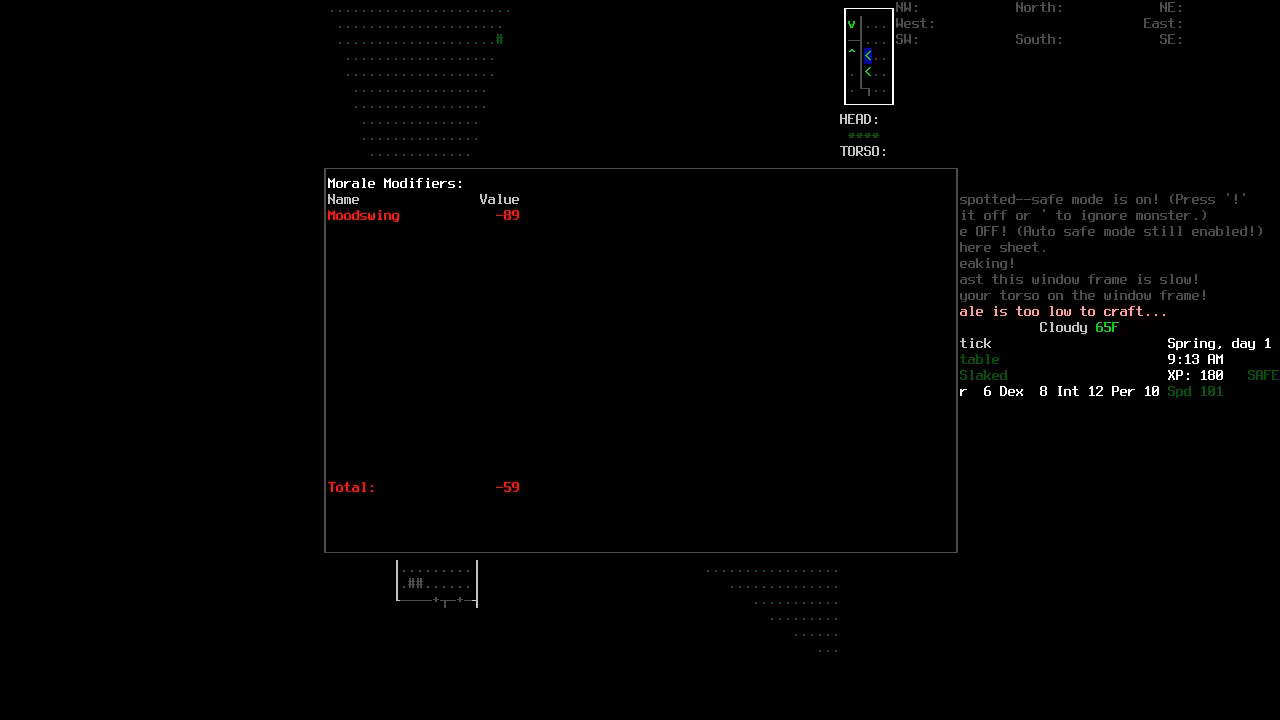 NW: North: NE:
West: East:
SW: South: SE:
HEAD:
****
TORSO:
Morale Modifiers:
Name Value
Moodswing -89
Total: -59
spotted--safe mode is on! (Press '!'
it off or ' to ignore monster.)
e OFF! (Auto safe mode still enabled!)
here sheet.
eaking!
ast this window frame is slow!
your torso on the window frame!
ale is too low to craft...
Cloudy 65F
tick Spring, day 1
table 9:13 AM
Slaked XP: 180 SAFE
r 6 Dex 8 Int 12 Per 10 Spd 101